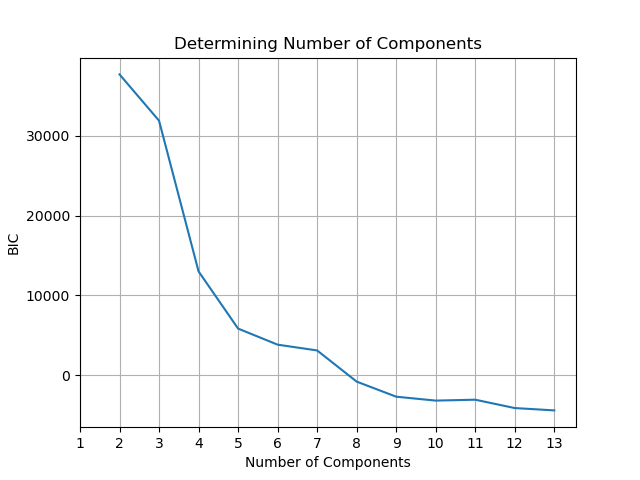 Determining Number of Components
30000
20000
10000
0
BIC
1 2 3 4 5 6 7 8 9 10 11 12 13
Number of Components